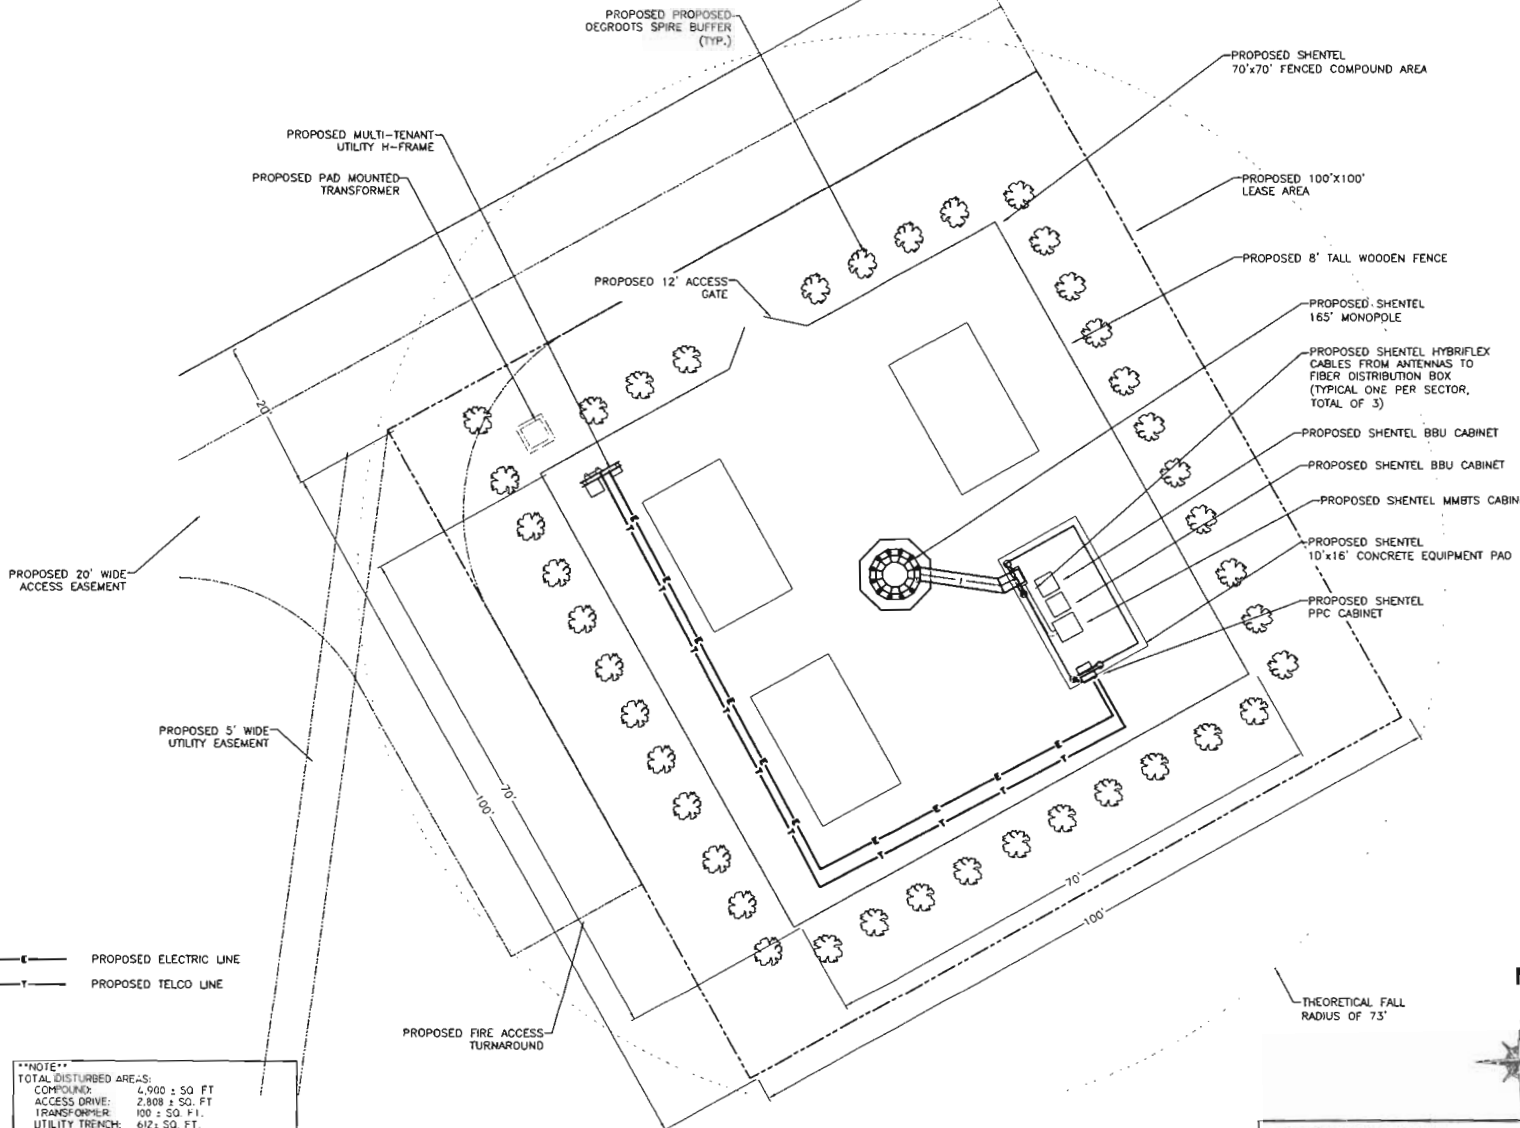 PROPOSED PROPOSED
DEGROOTS SPIRE BUFFER
(TYP.)
PROPOSED SHENTEL
70'x70' FENCED COMPOUND AREA
PROPOSED MULTI-TENANT
UTILITY H-FRAME
PROPOSED PAD MOUNTED
TRANSFORMER
PROPOSED 100'X100'
LEASE AREA
PROPOSED 8' TALL WOODEN FENCE
PROPOSED 12' ACCESS
GATE
PROPOSED SHENTEL
165' MONOPOLE
PROPOSED SHENTEL HYBRIFLEX
CABLES FROM ANTENNAS TO
FIBER DISTRIBUTION BOX
(TYPICAL ONE PER SECTOR,
TOTAL OF 3)
20'
PROPOSED SHENTEL BBU CABINET
PROPOSED SHENTEL BBU CABINET
PROPOSED SHENTEL MMBTS CABIN
PROPOSED SHENTEL
10'x16' CONCRETE EQUIPMENT PAD
PROPOSED 20' WIDE
ACCESS EASEMENT
PROPOSED SHENTEL
PPC CABINET
PROPOSED 5' WIDE
UTILITY EASEMENT
70'
100'
70'
100'
E PROPOSED ELECTRIC LINE
T PROPOSED TELCO LINE
THEORETICAL FALL
RADIUS OF 73'
PROPOSED FIRE ACCESS
TURNAROUND
**NOTE**
TOTAL DISTURBED AREAS:
COMPOUND: 4,900 ± SQ. FT
ACCESS DRIVE: 2,808 ± SQ. FT
TRANSFORMER: 100 ± SQ. FT.
UTILITY TRENCH: 612± SQ. FT.